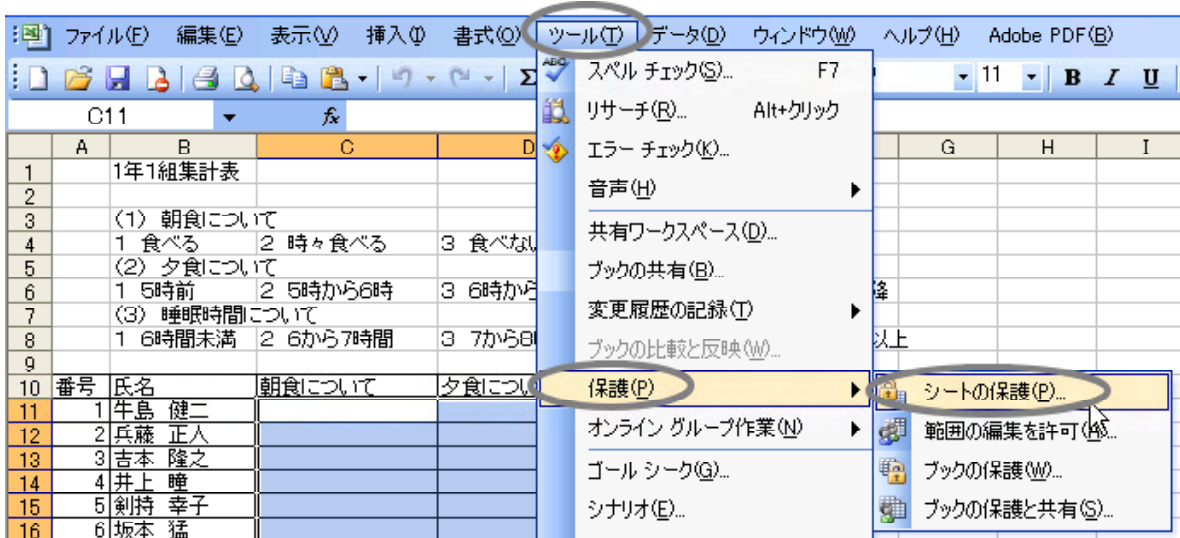 ファイル(F) 編集(E) 表示(V) 挿入(I) 書式(O) ツール(T) データ(D) ウィンドウ(W) ヘルプ(H) Adobe PDF(B)
Σ 11 B I U
C11 fx
ABC スペル チェック(S)... F7
リサーチ(R)... Alt+クリック
エラー チェック(K)...
音声(H)
共有ワークスペース(D)...
ブックの共有(B)...
変更履歴の記録(T)
ブックの比較と反映(W)...
保護(P)
オンライン グループ作業(N)
ゴール シーク(G)...
シナリオ(E)...
シートの保護(P)...
範囲の編集を許可(A)...
ブックの保護(W)...
ブックの保護と共有(S)...
A B C D G H I
1 1年1組集計表
2
3 (1) 朝食について
4 1 食べる 2 時々食べる 3 食べない
5 (2) 夕食について
6 1 5時前 2 5時から6時 3 6時から 降
7 (3) 睡眠時間について
8 1 6時間未満 2 6から7時間 3 7から8 以上
9
10 番号 氏名 朝食について 夕食につい
11 1 牛島 健二
12 2 兵藤 正人
13 3 吉本 隆之
14 4 井上 瞳
15 5 剣持 幸子
16 6 坂本 猛